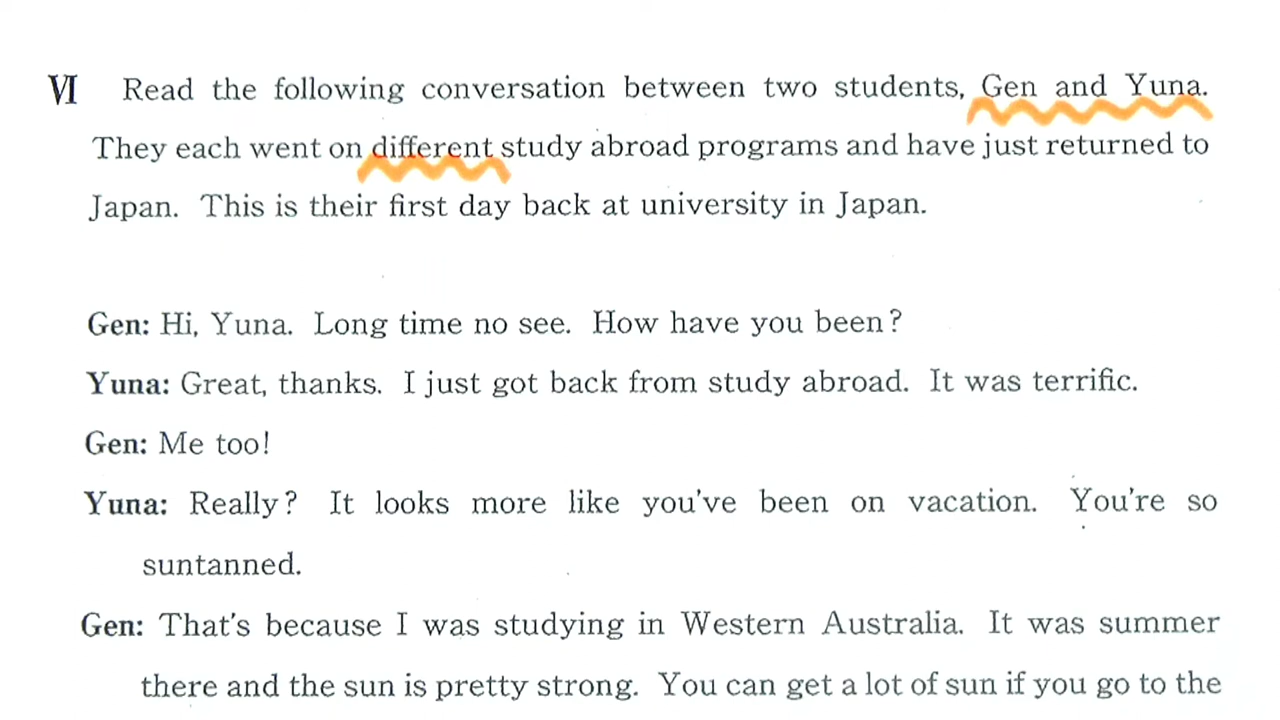 Ⅵ Read the following conversation between two students, Gen and Yuna.
They each went on different study abroad programs and have just returned to
Japan. This is their first day back at university in Japan.
Gen: Hi, Yuna. Long time no see. How have you been?
Yuna: Great, thanks. I just got back from study abroad. It was terrific.
Gen: Me too!
Yuna: Really? It looks more like you've been on vacation. You're so
suntanned.
Gen: That's because I was studying in Western Australia. It was summer
there and the sun is pretty strong. You can get a lot of sun if you go to the